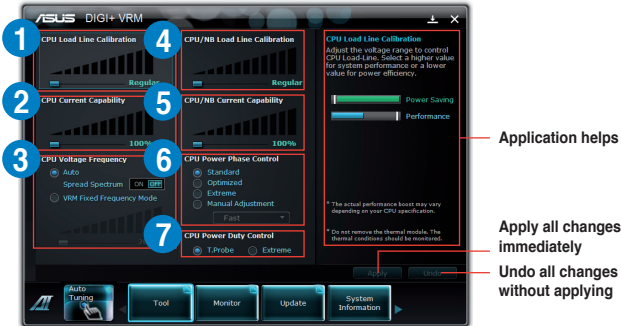 ASUS DIGI+ VRM
1
CPU Load Line Calibration
Regular
4
CPU/NB Load Line Calibration
Regular
2
CPU Current Capability
100%
5
CPU/NB Current Capability
100%
3
CPU Voltage Frequency
Auto
Spread Spectrum ON OFF
VRM Fixed Frequency Mode
6
CPU Power Phase Control
Standard
Optimized
Extreme
Manual Adjustment
Fast
7
CPU Power Duty Control
T.Probe Extreme
CPU Load Line Calibration
Adjust the voltage range to control
CPU Load-Line. Select a higher value
for system performance or a lower
value for power efficiency.
Power Saving
Performance
* The actual performance boost may vary
depending on your CPU specification.
* Do not remove the thermal module. The
thermal conditions should be monitored.
Apply Undo
Auto
Tuning
Tool
Monitor
Update
System
Information
Application helps
Apply all changes
immediately
Undo all changes
without applying